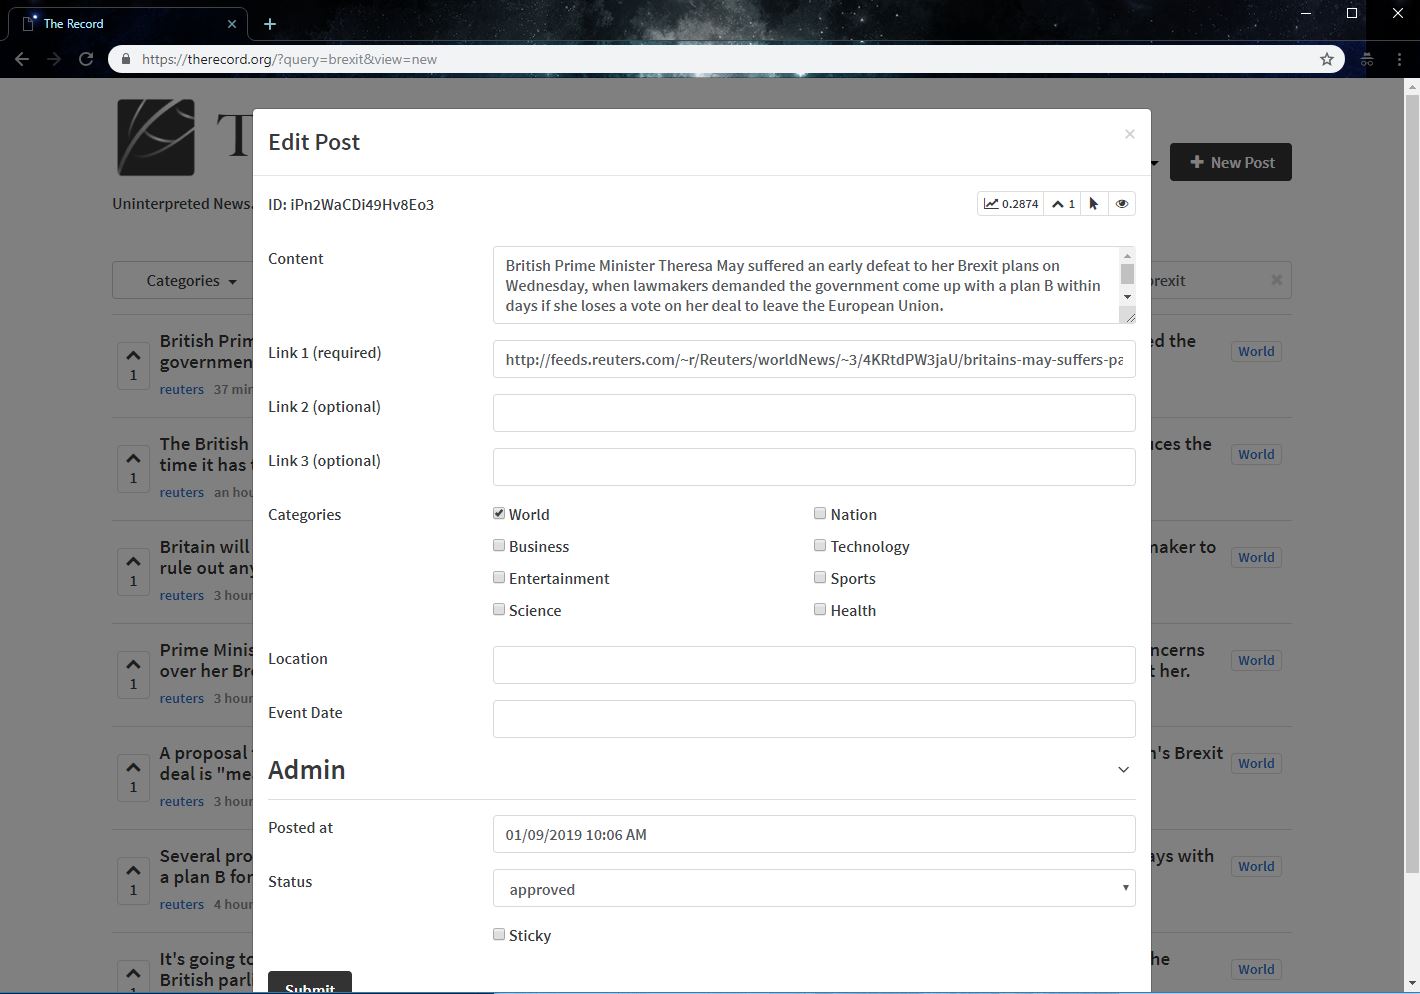 The Record
https://therecord.org/?query=brexit&view=new
T
Uninterpreted News.
New Post
Edit Post
ID: iPn2WaCDi49Hv8Eo3
0.2874
1
Categories
brexit
Content
British Prime Minister Theresa May suffered an early defeat to her Brexit plans on
Wednesday, when lawmakers demanded the government come up with a plan B within
days if she loses a vote on her deal to leave the European Union.
Link 1 (required)
http://feeds.reuters.com/~r/Reuters/worldNews/~3/4KRtdPW3jaU/britains-may-suffers-pa
Link 2 (optional)
Link 3 (optional)
Categories
World
Nation
Business
Technology
Entertainment
Sports
Science
Health
Location
Event Date
Admin
Posted at
01/09/2019 10:06 AM
Status
approved
Sticky
Submit
1
British Prim
ed the
governmen
World
reuters 37 min
1
The British
ces the
time it has
World
reuters an hou
1
Britain will
maker to
rule out any
World
reuters 3 hour
1
Prime Minis
ncerns
over her Br
t her.
World
reuters 3 hour
1
A proposal
n's Brexit
deal is "me
World
reuters 3 hour
1
Several pro
ays with
a plan B for
World
reuters 4 hour
1
It's going to
he
British parl
World